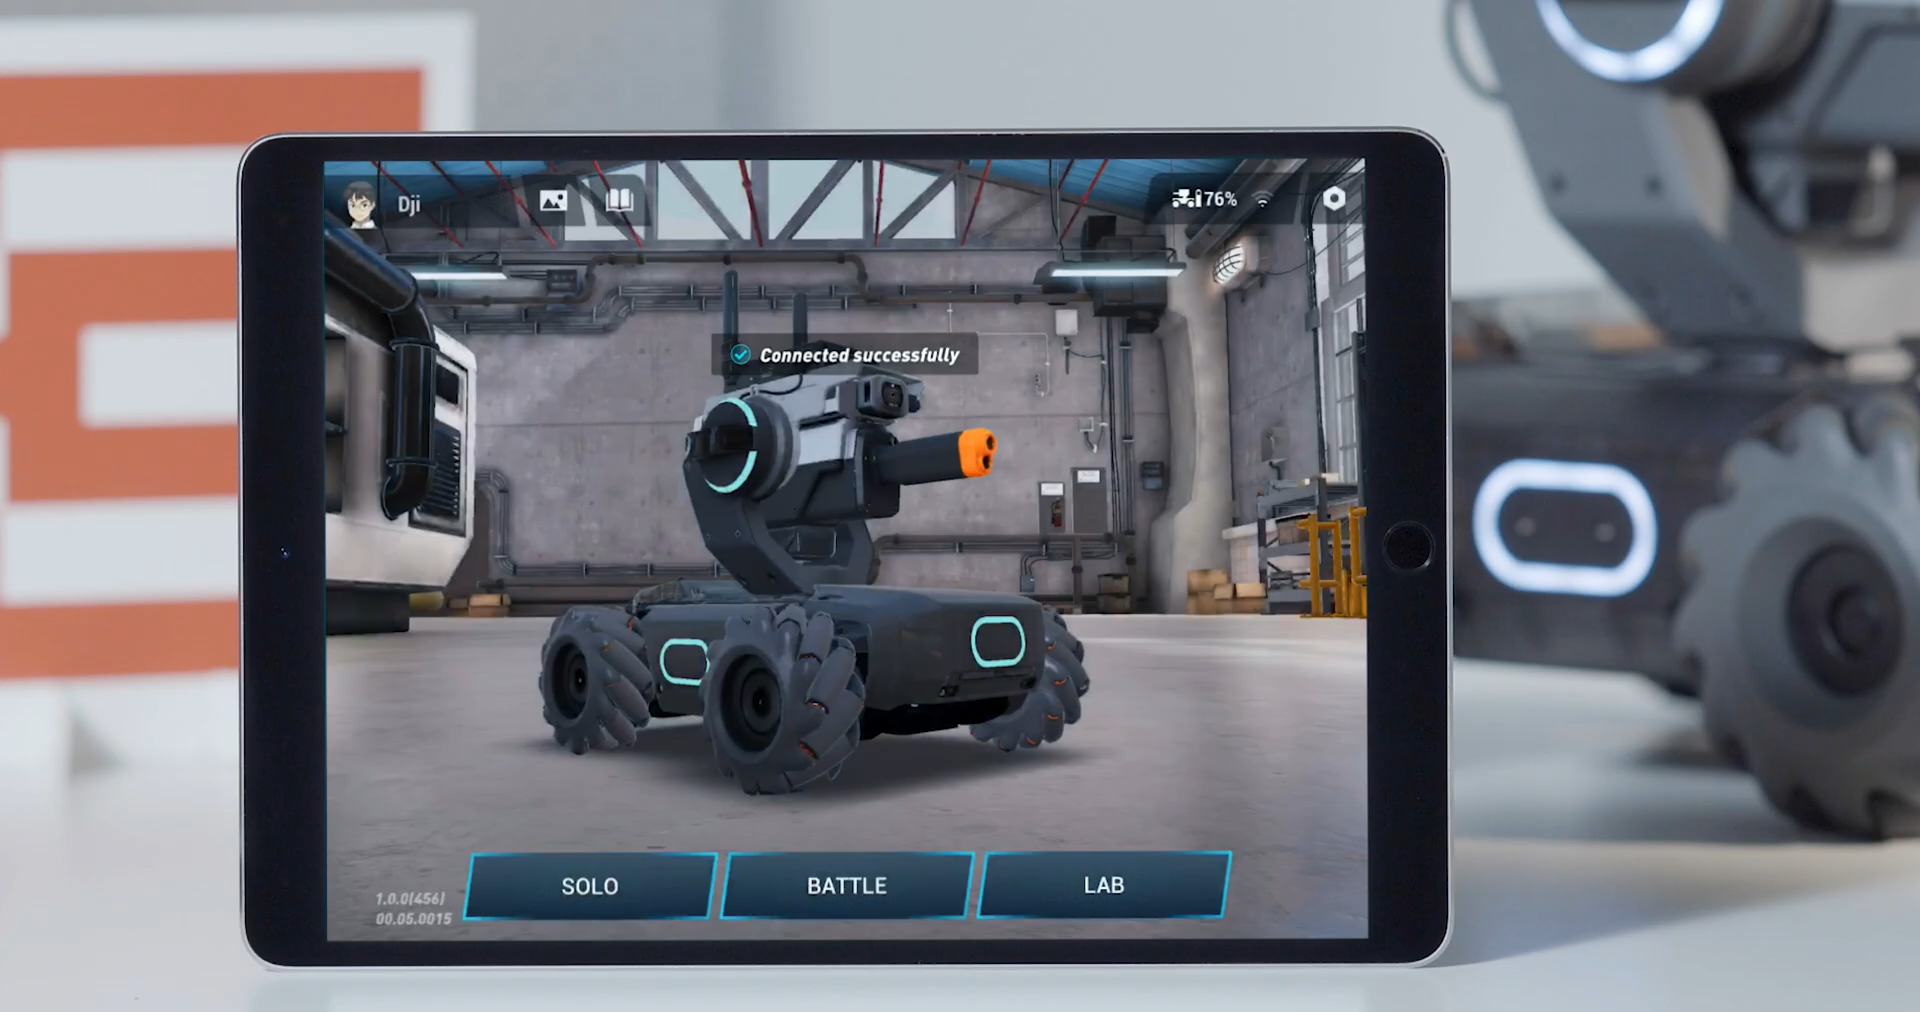 Dji
76%
Connected successfully
SOLO
BATTLE
LAB
1.0.0(456)
00.05.0015